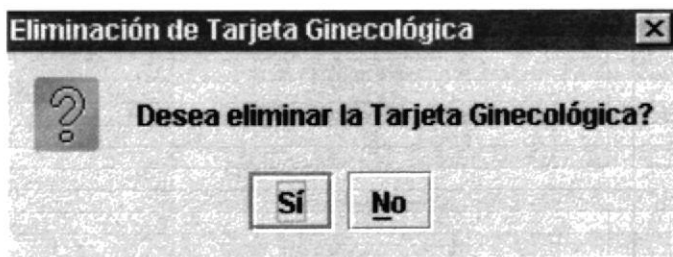 Eliminación de Tarjeta Ginecológica
Desea eliminar la Tarjeta Ginecológica?
Sí No